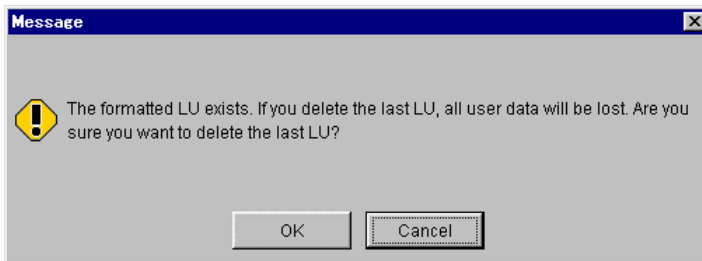 Message
The formatted LU exists. If you delete the last LU, all user data will be lost. Are you
sure you want to delete the last LU?
OK Cancel